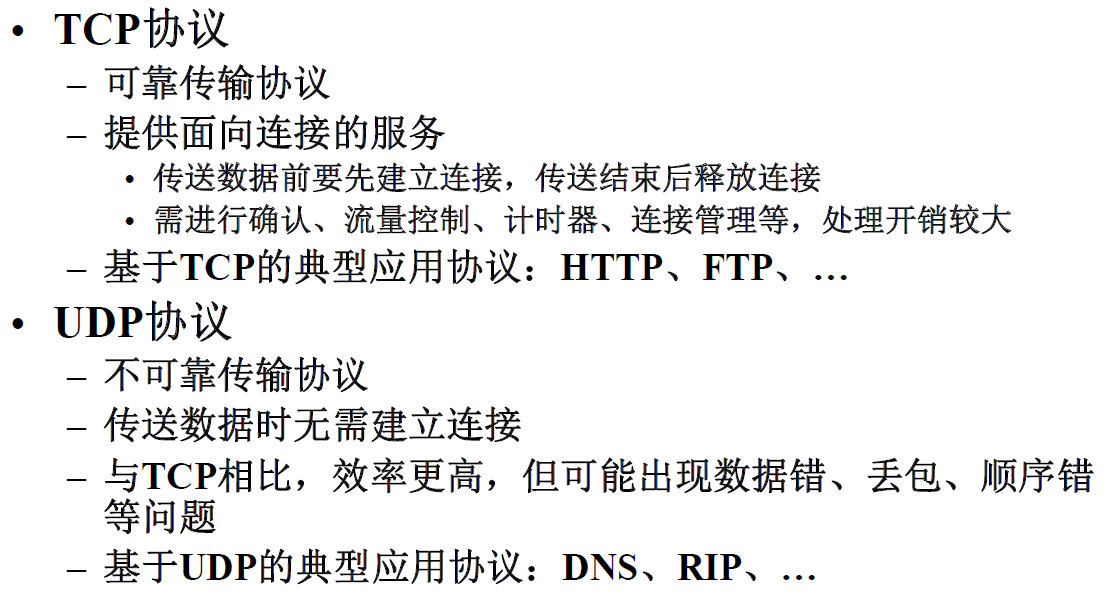 • TCP协议
– 可靠传输协议
– 提供面向连接的服务
• 传送数据前要先建立连接，传送结束后释放连接
• 需进行确认、流量控制、计时器、连接管理等，处理开销较大
– 基于TCP的典型应用协议：HTTP、FTP、…
• UDP协议
– 不可靠传输协议
– 传送数据时无需建立连接
– 与TCP相比，效率更高，但可能出现数据错、丢包、顺序错
等问题
– 基于UDP的典型应用协议：DNS、RIP、…